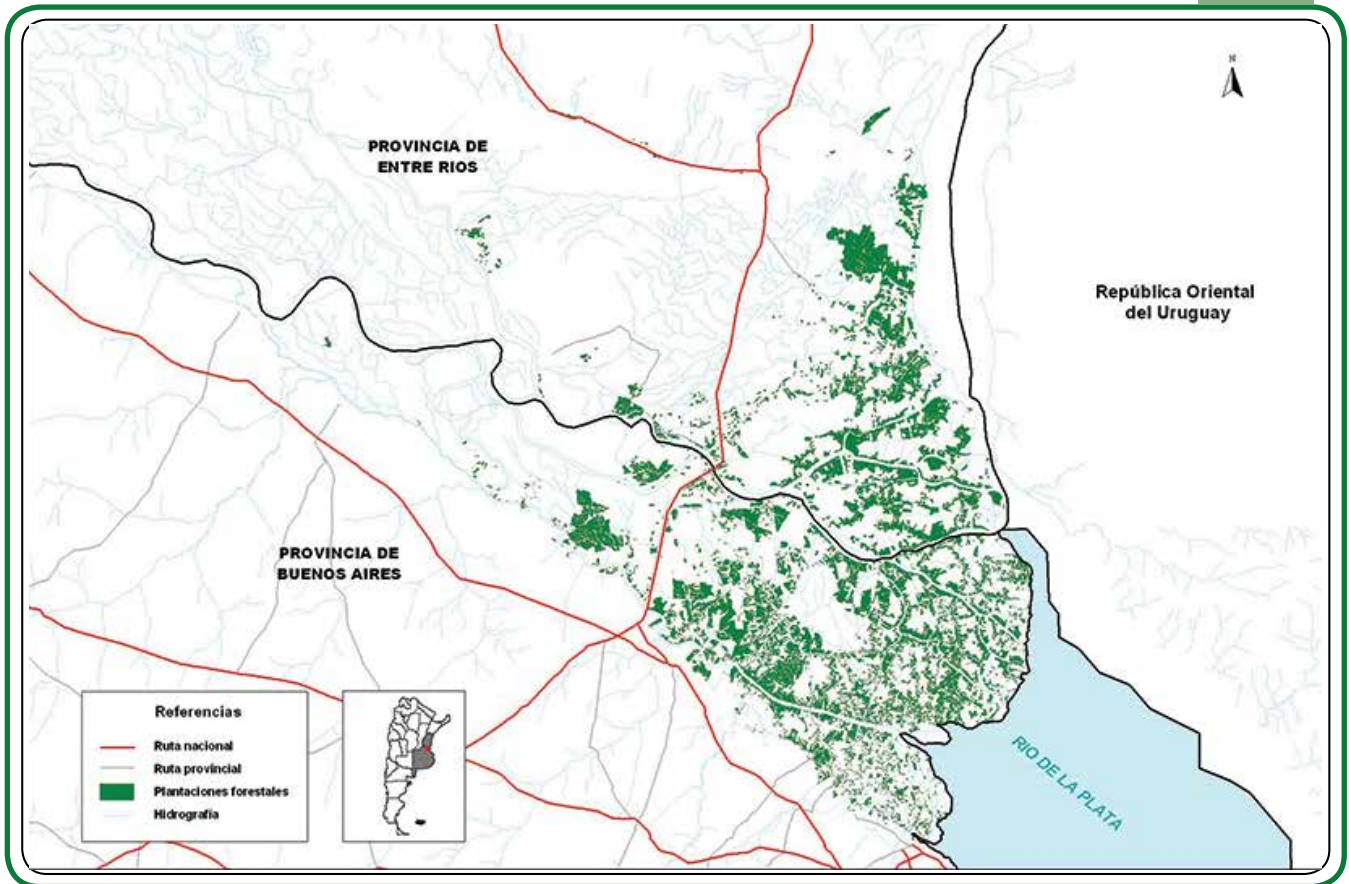 N
PROVINCIA DE
ENTRE RIOS
República Oriental
del Uruguay
PROVINCIA DE
BUENOS AIRES
RIO DE LA PLATA
Referencias
Ruta nacional
Ruta provincial
Plantaciones forestales
Hidrografía